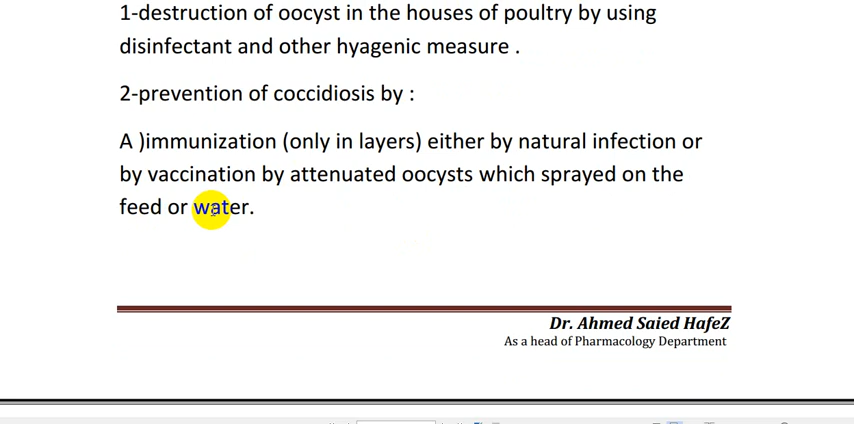 1-destruction of oocyst in the houses of poultry by using
disinfectant and other hyagenic measure .
2-prevention of coccidiosis by :
A )immunization (only in layers) either by natural infection or
by vaccination by attenuated oocysts which sprayed on the
feed or water.
Dr. Ahmed Saied HafeZ
As a head of Pharmacology Department